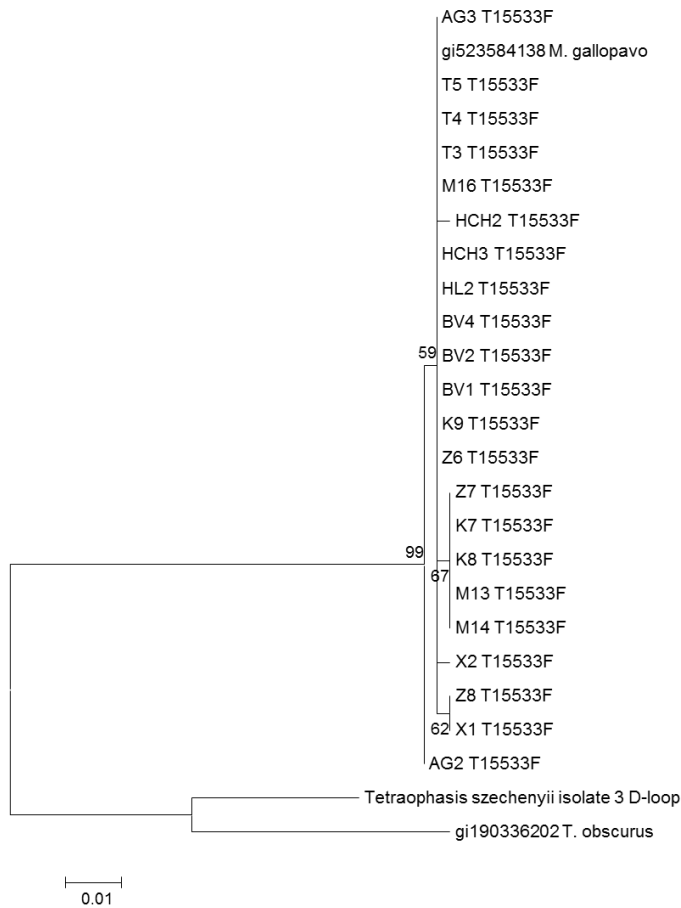 AG3 T15533F
gi523584138 M. gallopavo
T5 T15533F
T4 T15533F
T3 T15533F
M16 T15533F
HCH2 T15533F
HCH3 T15533F
HL2 T15533F
BV4 T15533F
59
BV2 T15533F
BV1 T15533F
K9 T15533F
Z6 T15533F
Z7 T15533F
K7 T15533F
99
K8 T15533F
67
M13 T15533F
M14 T15533F
X2 T15533F
Z8 T15533F
62
X1 T15533F
AG2 T15533F
Tetraophasis szechenyii isolate 3 D-loop
gi190336202 T. obscurus
0.01